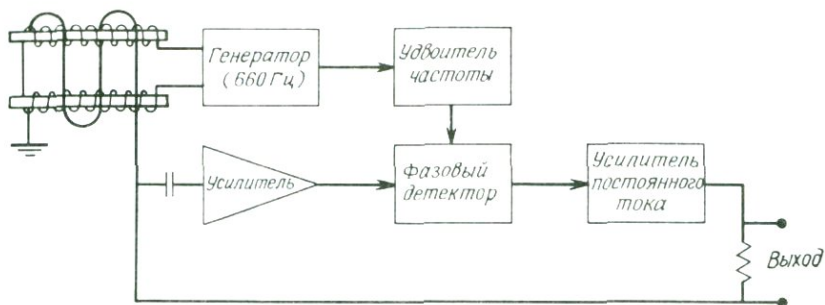 Генератор
(660 Гц)
Удвоитель
частоты
Усилитель
Фазовый
детектор
Усилитель
постоянного
тока
Выход